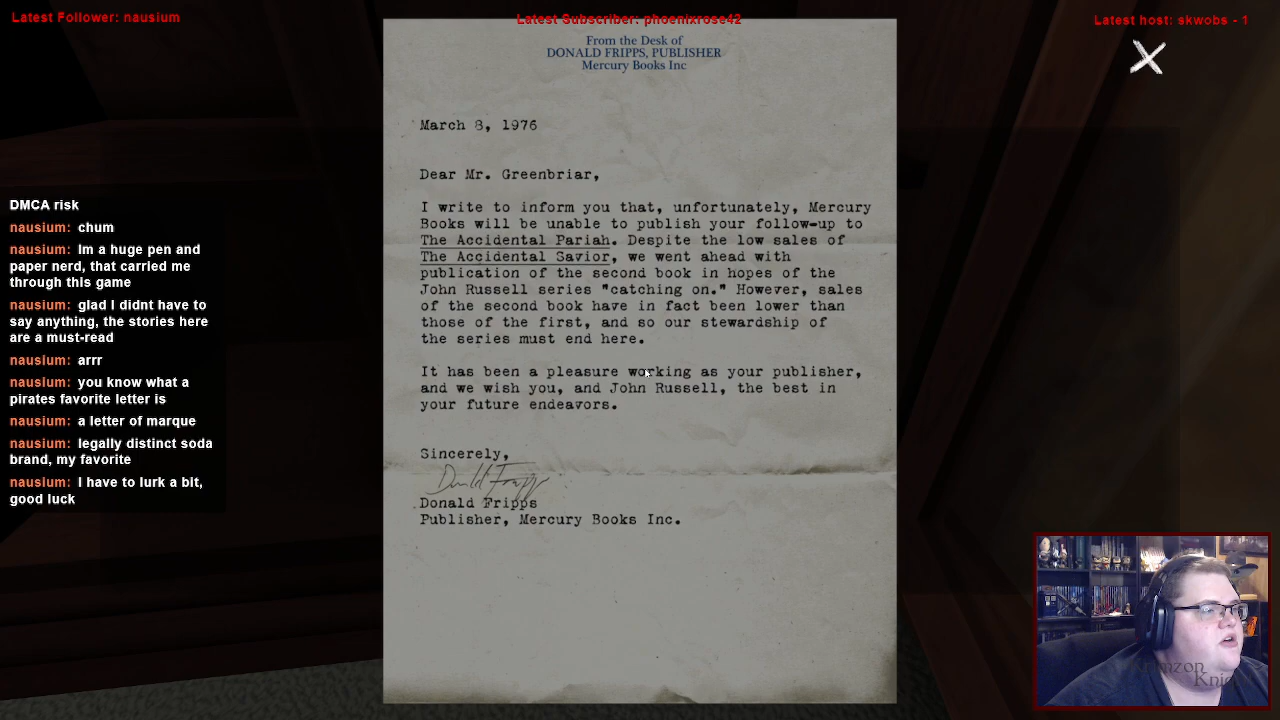 Latest Follower: nausium
Latest Subscriber: phoenixrose42
Latest host: skwobs - 1
From the Desk of
DONALD FRIPPS, PUBLISHER
Mercury Books Inc
March 8, 1976
Dear Mr. Greenbriar,
I write to inform you that, unfortunately, Mercury
Books will be unable to publish your follow-up to
The Accidental Pariah. Despite the low sales of
The Accidental Savior, we went ahead with
publication of the second book in hopes of the
John Russell series "catching on." However, sales
of the second book have in fact been lower than
those of the first, and so our stewardship of
the series must end here.
It has been a pleasure working as your publisher,
and we wish you, and John Russell, the best in
your future endeavors.
Sincerely,
Donald Fripps
Donald Fripps
Publisher, Mercury Books Inc.
DMCA risk
nausium: chum
nausium: Im a huge pen and
paper nerd, that carried me
through this game
nausium: glad I didnt have to
say anything, the stories here
are a must-read
nausium: arrr
nausium: you know what a
pirates favorite letter is
nausium: a letter of marque
nausium: legally distinct soda
brand, my favorite
nausium: I have to lurk a bit,
good luck